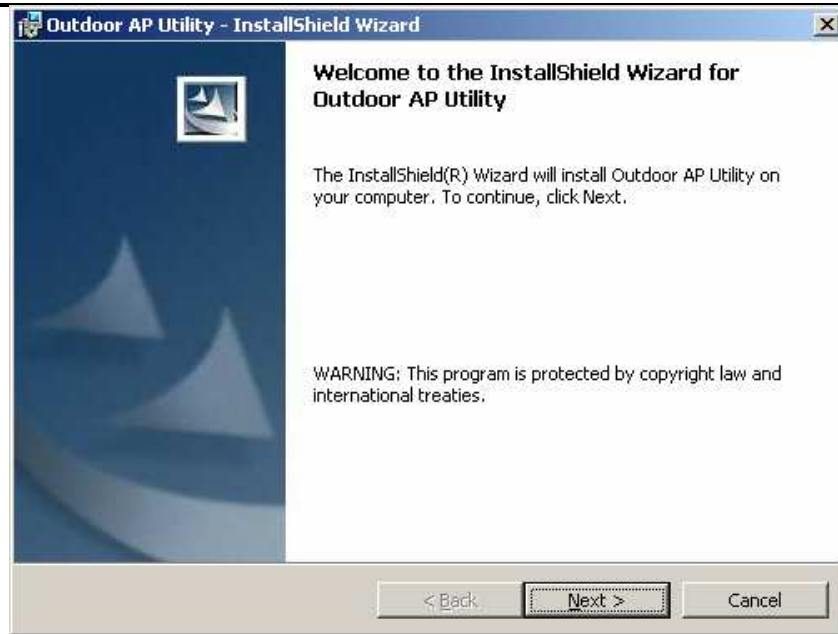 Outdoor AP Utility - InstallShield Wizard
Welcome to the InstallShield Wizard for
Outdoor AP Utility
The InstallShield(R) Wizard will install Outdoor AP Utility on
your computer. To continue, click Next.
WARNING: This program is protected by copyright law and
international treaties.
< Back
Next >
Cancel